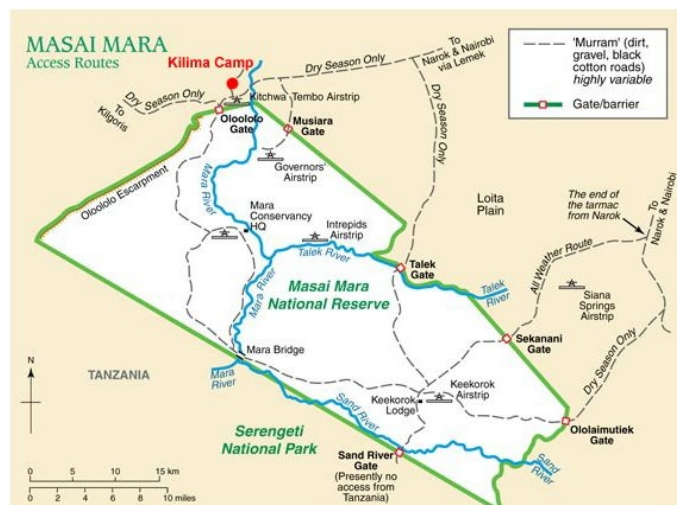 MASAI MARA
Access Routes
Kilima Camp
To
Narok & Nairobi
via Lemek
'Murram' (dirt,
gravel, black
cotton roads)
highly variable
Gate/barrier
Dry Season Only
Dry Season Only
To
Kilgoris
Kitchwa Tembo Airstrip
Oloololo
Gate
Musiara
Gate
Dry Season Only
Governors'
Airstrip
Oloololo Escarpment
Mara River
Mara
Conservancy
HQ
Intrepids
Airstrip
Talek River
Loita
Plain
The end of
the tarmac
from Narok
To
Narok & Nairobi
All Weather Route
Talek
Gate
Talek
River
Siana
Springs
Airstrip
Mara River
Masai Mara
National Reserve
Sekanani
Gate
Dry Season Only
Mara Bridge
Mara
River
N
TANZANIA
Keekorok
Lodge
Keekorok
Airstrip
Sand River
Ololaimutiek
Gate
Serengeti
National Park
Sand River
Gate
(Presently no
access from
Tanzania)
Sand
River
0 5 10 15 km
0 2 4 6 8 10 miles